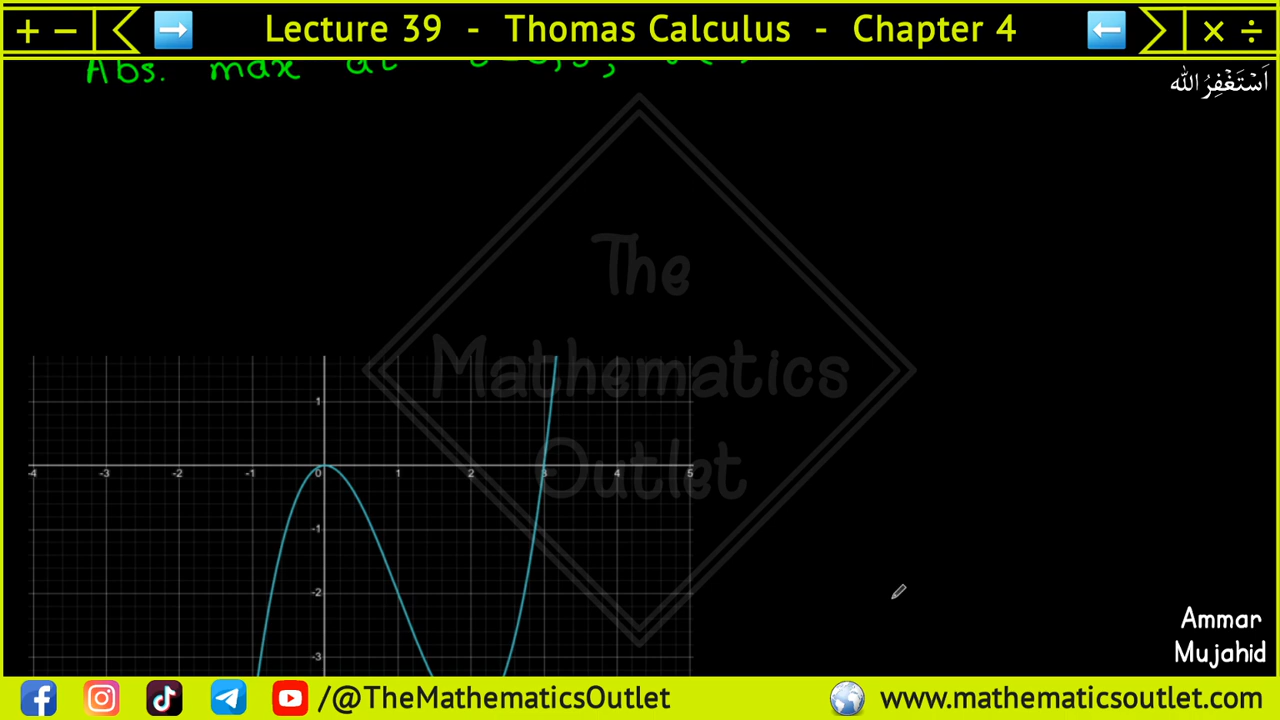 + − ➡ Lecture 39 - Thomas Calculus - Chapter 4 ⬅ × ÷
Abs. max at
اَسْتَغْفِرُ اللّٰه
The
Mathematics
Outlet
1
-4 -3 -2 -1 0 1 2 3 4 5
-1
-2
-3
Ammar
Mujahid
/@TheMathematicsOutlet www.mathematicsoutlet.com